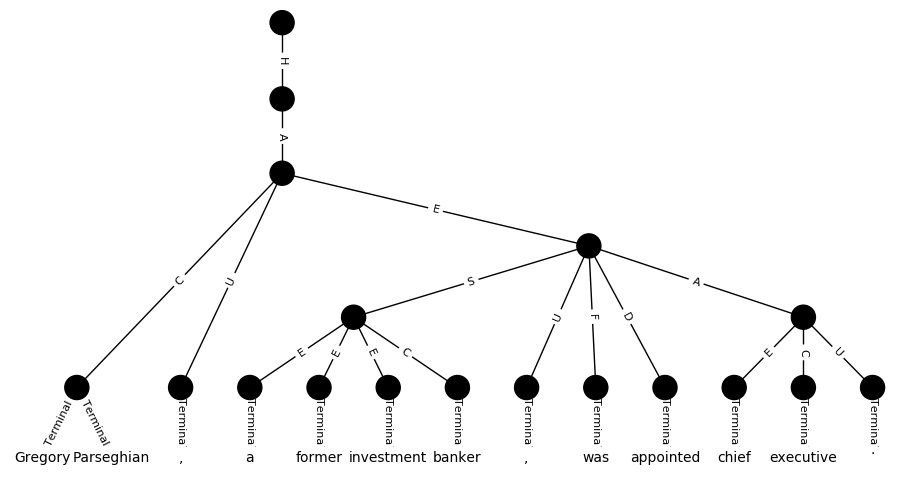 H
A
E
C U S A
U F D
E E E C E C U
Terminal Terminal Terminal Terminal Terminal Terminal Terminal Terminal Terminal Terminal Terminal Terminal Terminal
Gregory Parseghian , a former investment banker , was appointed chief executive .